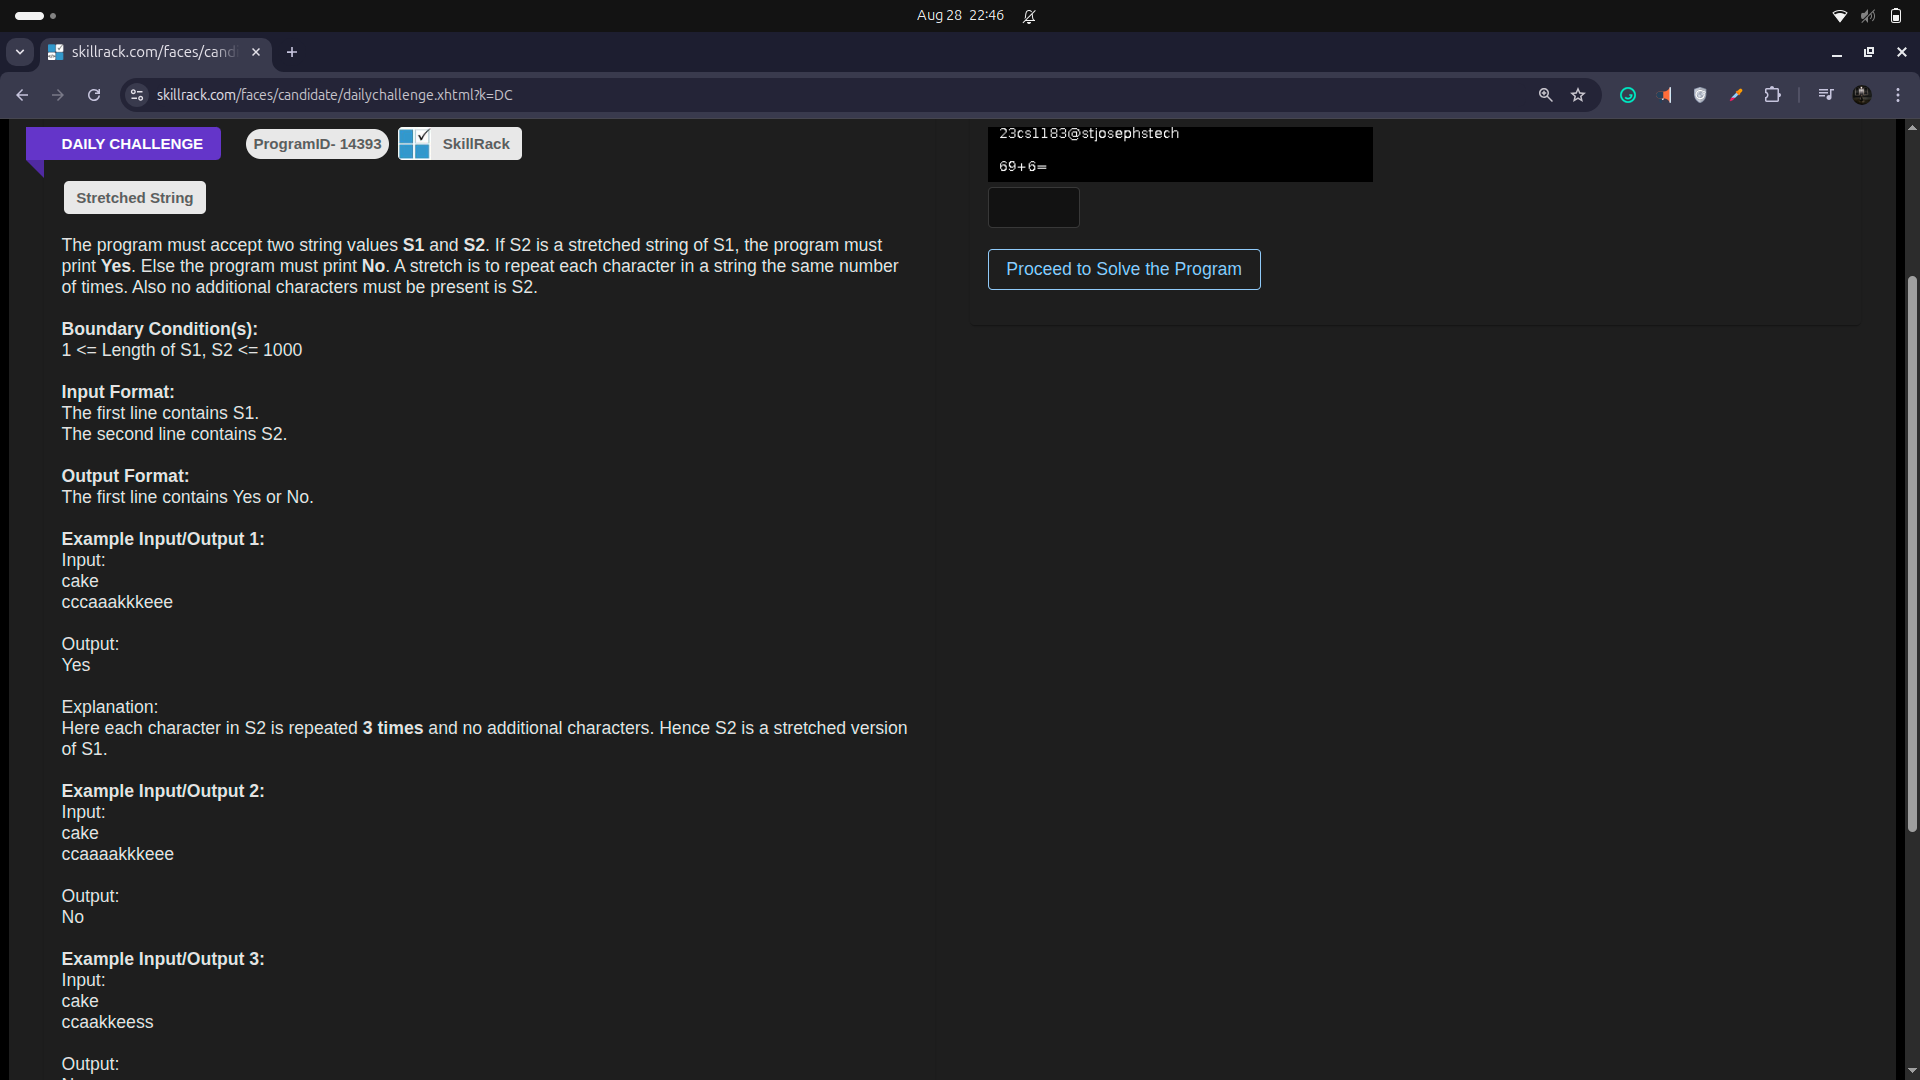 Aug 28 22:46
skillrack.com/faces/candi
skillrack.com/faces/candidate/dailychallenge.xhtml?k=DC
DAILY CHALLENGE
ProgramID- 14393
SkillRack
Stretched String
The program must accept two string values S1 and S2. If S2 is a stretched string of S1, the program must
print Yes. Else the program must print No. A stretch is to repeat each character in a string the same number
of times. Also no additional characters must be present is S2.
Boundary Condition(s):
1 <= Length of S1, S2 <= 1000
Input Format:
The first line contains S1.
The second line contains S2.
Output Format:
The first line contains Yes or No.
Example Input/Output 1:
Input:
cake
cccaaakkkeee
Output:
Yes
Explanation:
Here each character in S2 is repeated 3 times and no additional characters. Hence S2 is a stretched version
of S1.
Example Input/Output 2:
Input:
cake
ccaaaakkkeee
Output:
No
Example Input/Output 3:
Input:
cake
ccaakkeess
Output:
23cs1183@stjosephstech
69+6=
Proceed to Solve the Program